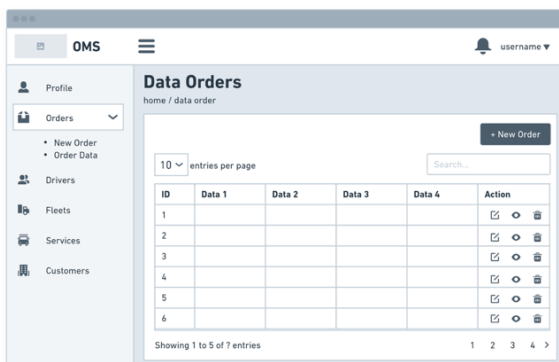 OMS
username
Profile
Orders
• New Order
• Order Data
Drivers
Fleets
Services
Customers
Data Orders
home / data order
+ New Order
10 entries per page
Search...
ID Data 1 Data 2 Data 3 Data 4 Action
1
2
3
4
5
6
Showing 1 to 5 of ? entries
1 2 3 4 >